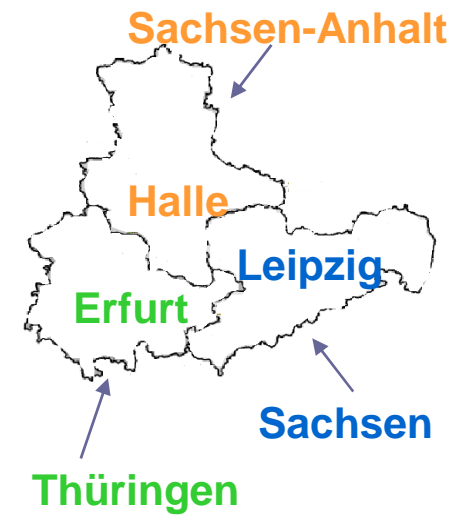 Sachsen-Anhalt
Halle
Leipzig
Erfurt
Sachsen
Thüringen